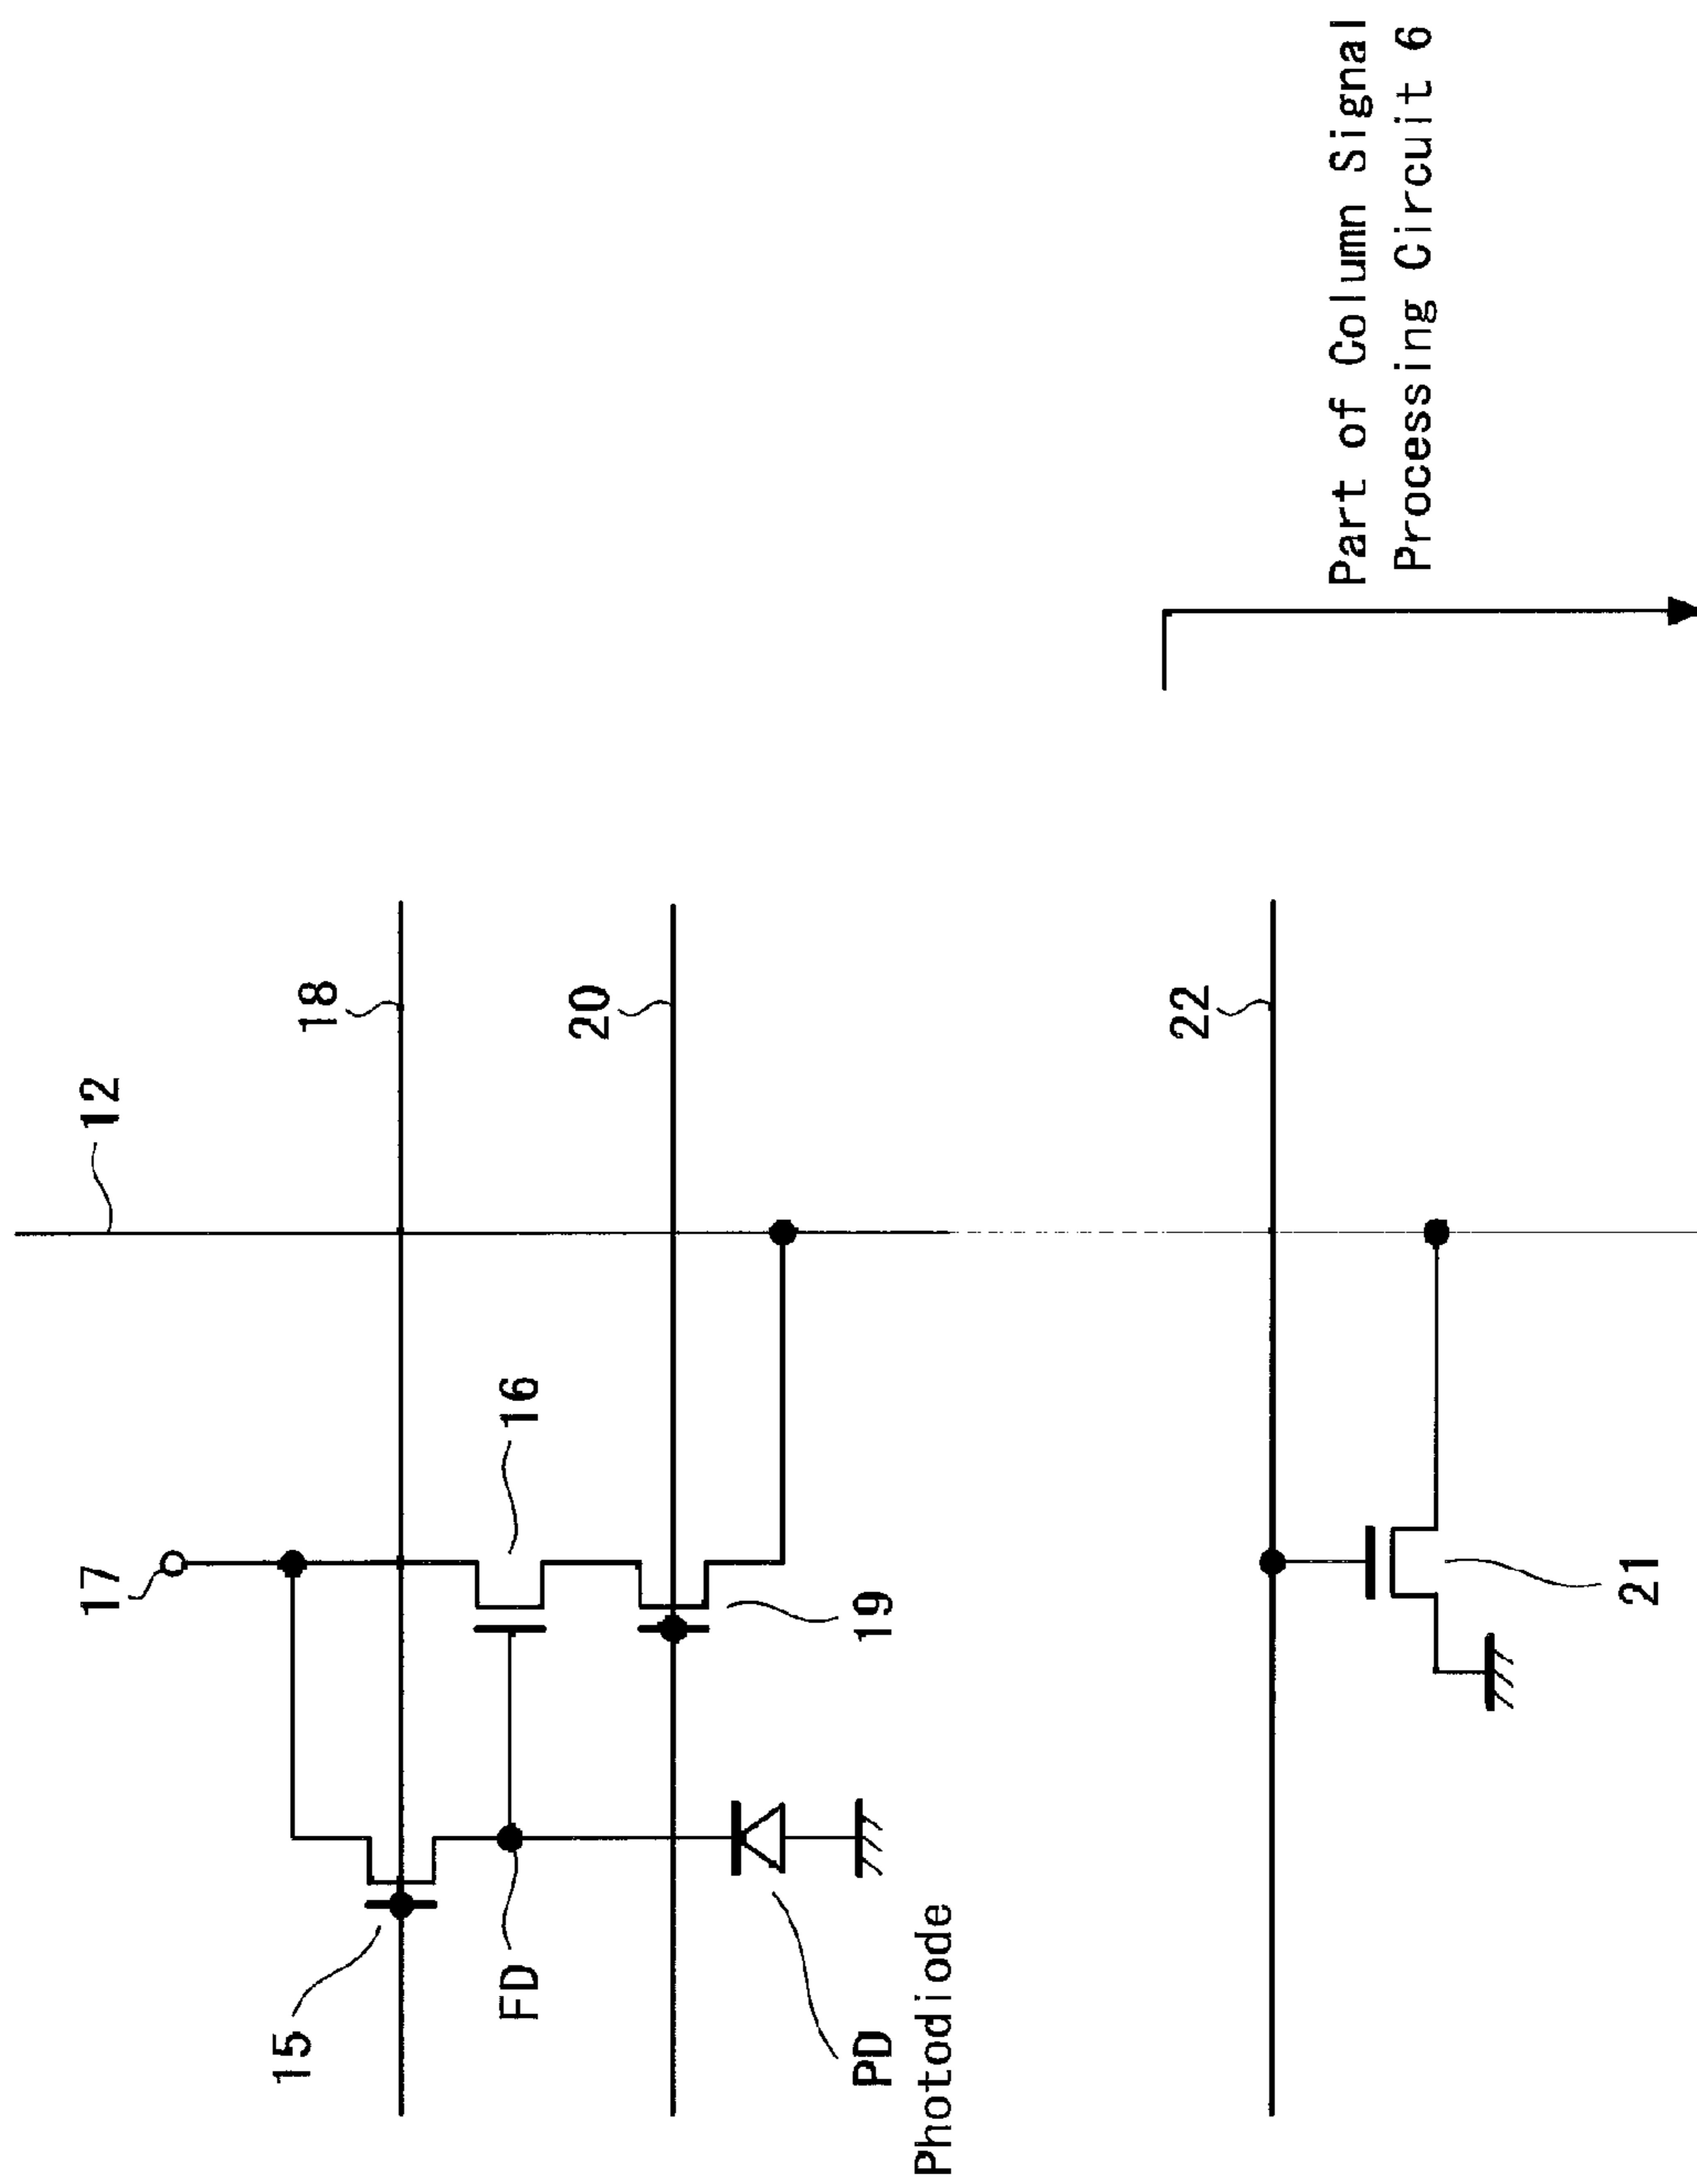 12
18
20
22
17
16
19
15
FD
PD
Photodiode
21
Part of Column Signal
Processing Circuit 6